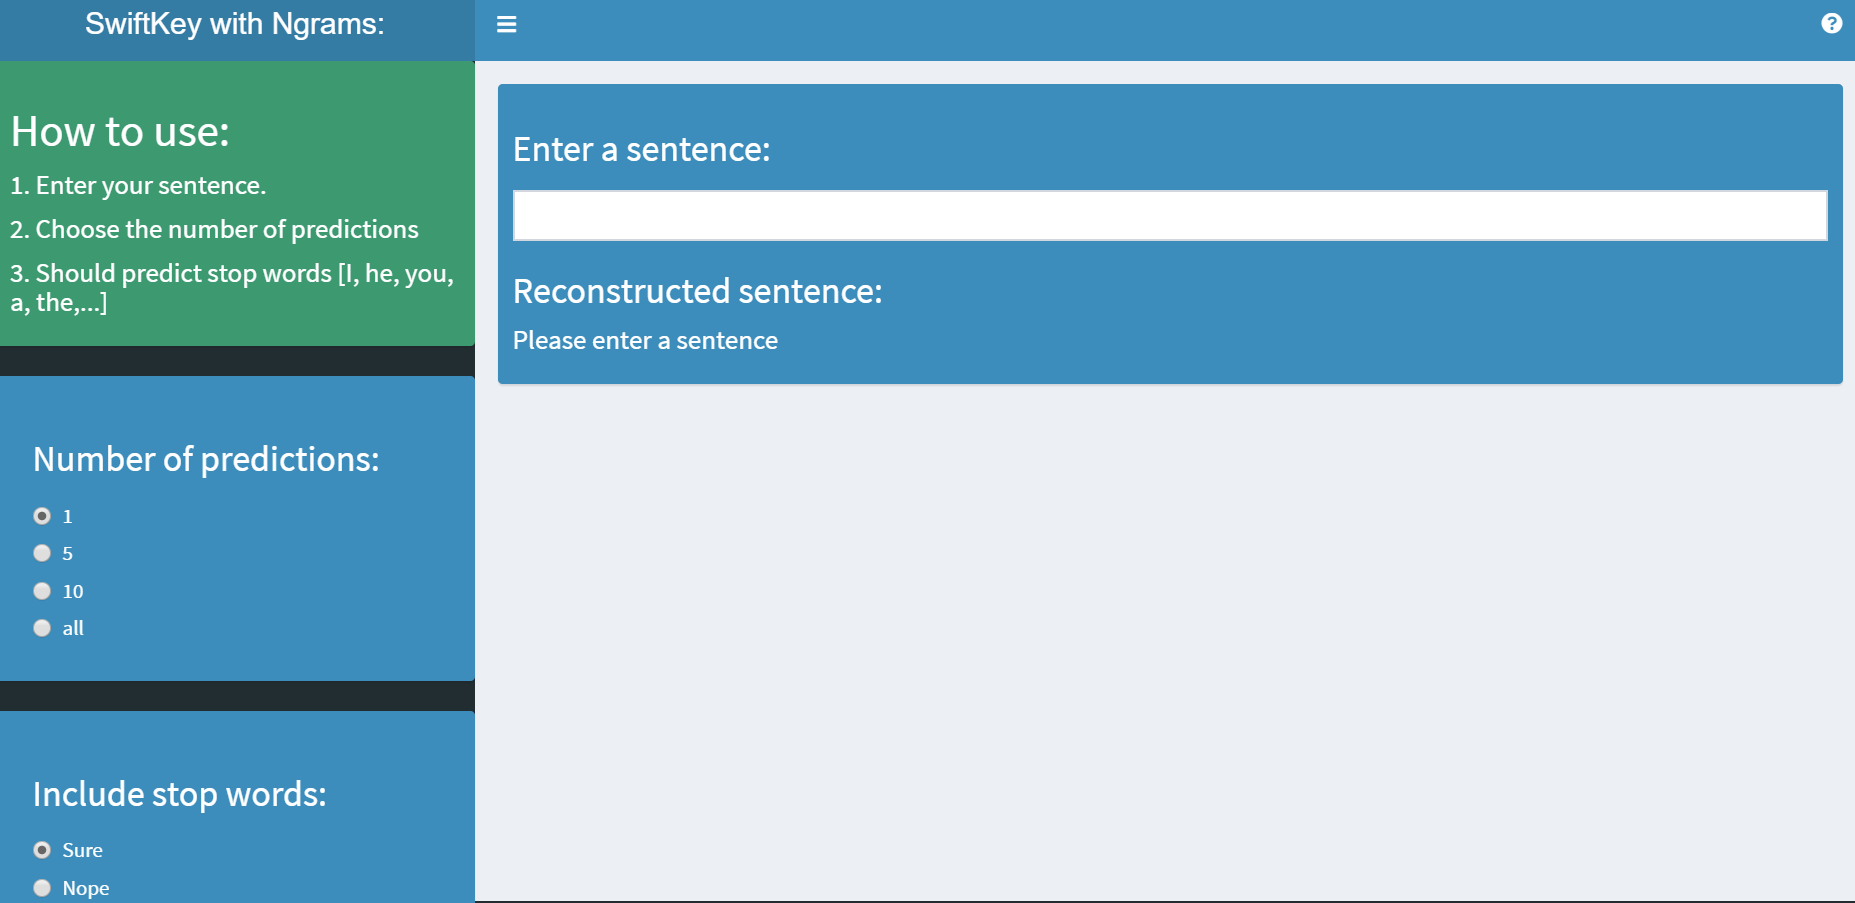 SwiftKey with Ngrams:
How to use:
1. Enter your sentence.
2. Choose the number of predictions
3. Should predict stop words [I, he, you,
a, the,...]
Number of predictions:
1
5
10
all
Include stop words:
Sure
Nope
?
Enter a sentence:
Reconstructed sentence:
Please enter a sentence